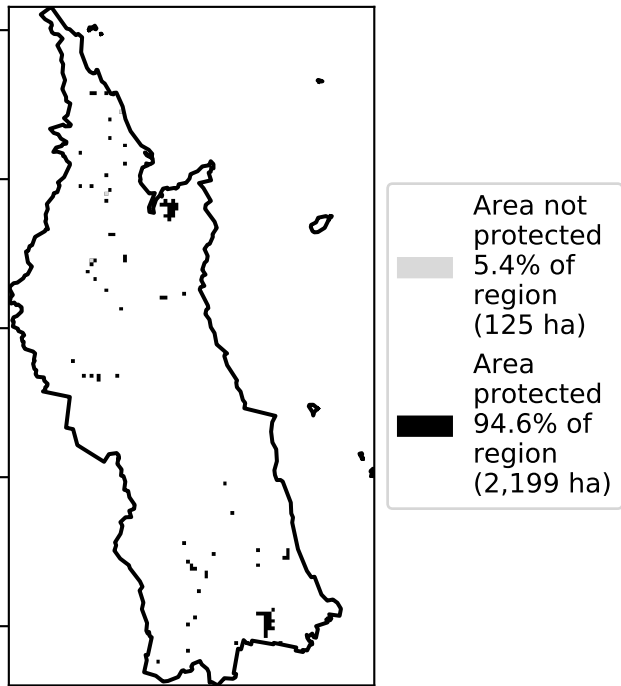 Area not
protected
5.4% of
region
(125 ha)
Area
protected
94.6% of
region
(2,199 ha)